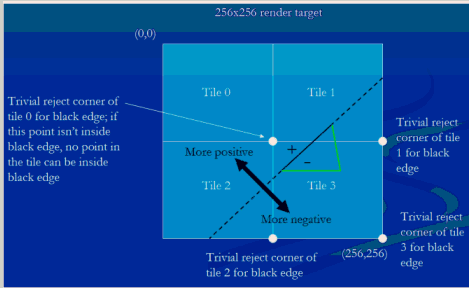 256x256 render target
(0,0)
Tile 0
Tile 1
Trivial reject corner of
tile 0 for black edge; if
this point isn't inside
black edge, no point in
the tile can be inside
black edge
Trivial reject
corner of tile
1 for black
edge
+
−
More positive
Tile 2
Tile 3
More negative
Trivial reject
corner of tile
3 for black
edge
(256,256)
Trivial reject corner of
tile 2 for black edge